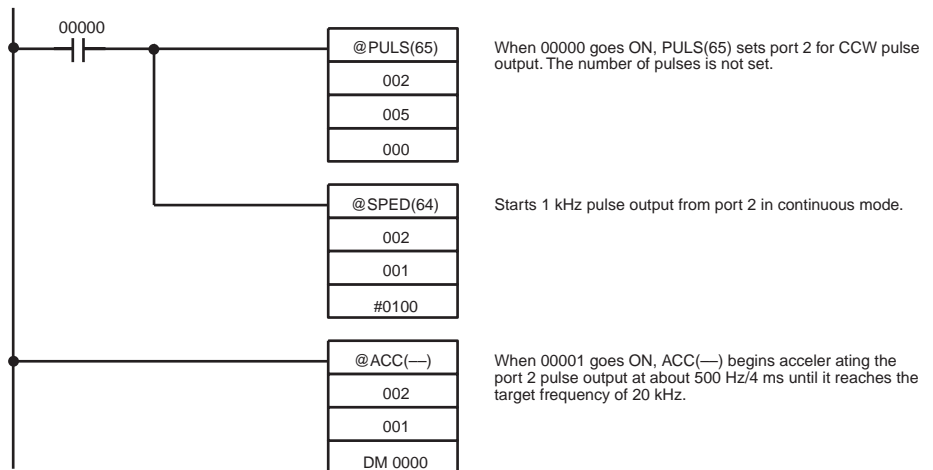 00000
@PULS(65)
002
005
000
When 00000 goes ON, PULS(65) sets port 2 for CCW pulse
output. The number of pulses is not set.
@SPED(64)
002
001
#0100
Starts 1 kHz pulse output from port 2 in continuous mode.
@ACC(––)
002
001
DM 0000
When 00001 goes ON, ACC(––) begins acceler ating the
port 2 pulse output at about 500 Hz/4 ms until it reaches the
target frequency of 20 kHz.